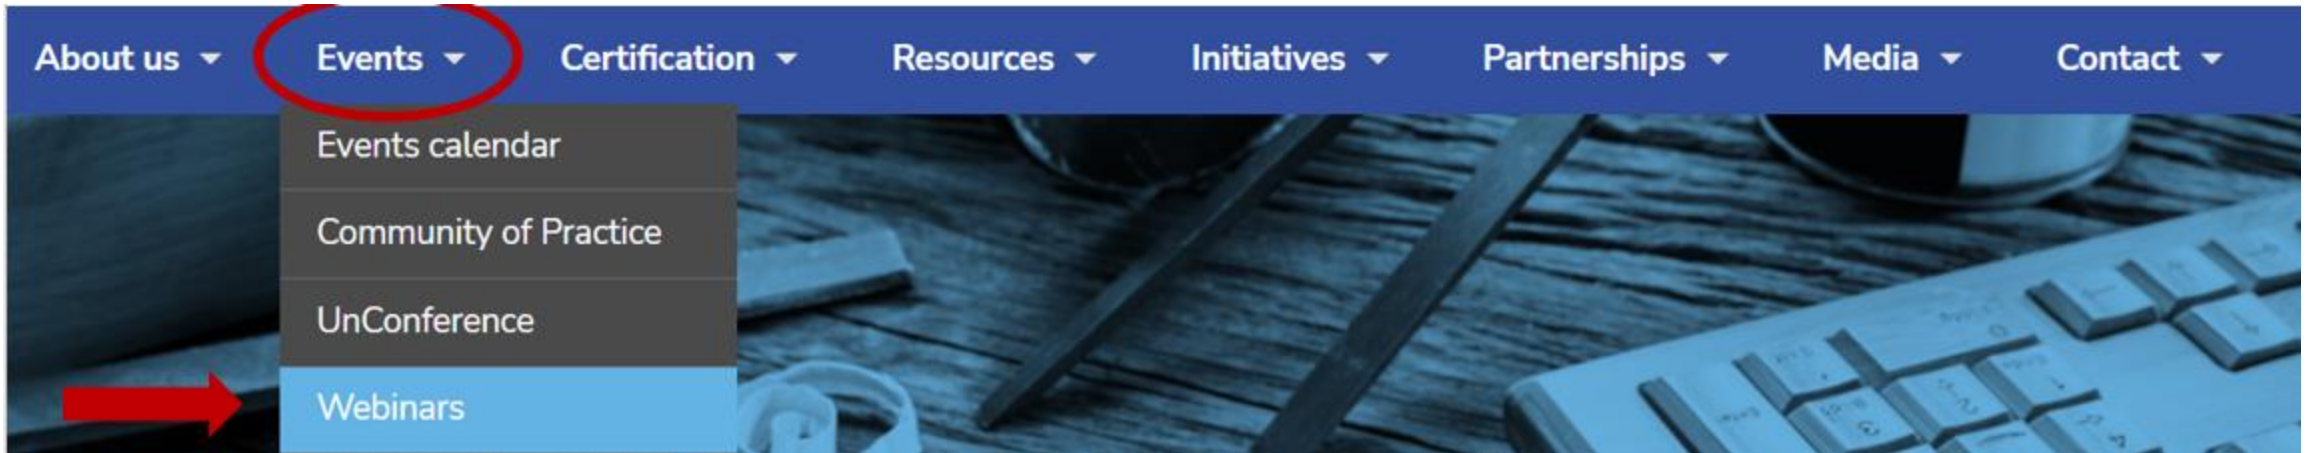 About us Events Certification Resources Initiatives Partnerships Media Contact
Events calendar
Community of Practice
UnConference
Webinars